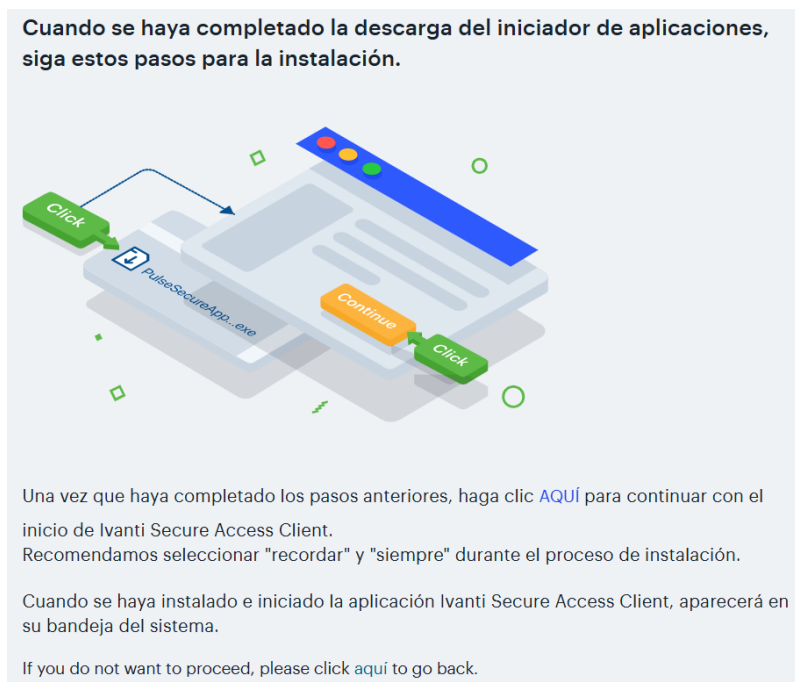 Cuando se haya completado la descarga del iniciador de aplicaciones,
siga estos pasos para la instalación.
Click
PulseSecureApp...exe
Continue
Click
Una vez que haya completado los pasos anteriores, haga clic AQUÍ para continuar con el
inicio de Ivanti Secure Access Client.
Recomendamos seleccionar "recordar" y "siempre" durante el proceso de instalación.
Cuando se haya instalado e iniciado la aplicación Ivanti Secure Access Client, aparecerá en
su bandeja del sistema.
If you do not want to proceed, please click aquí to go back.